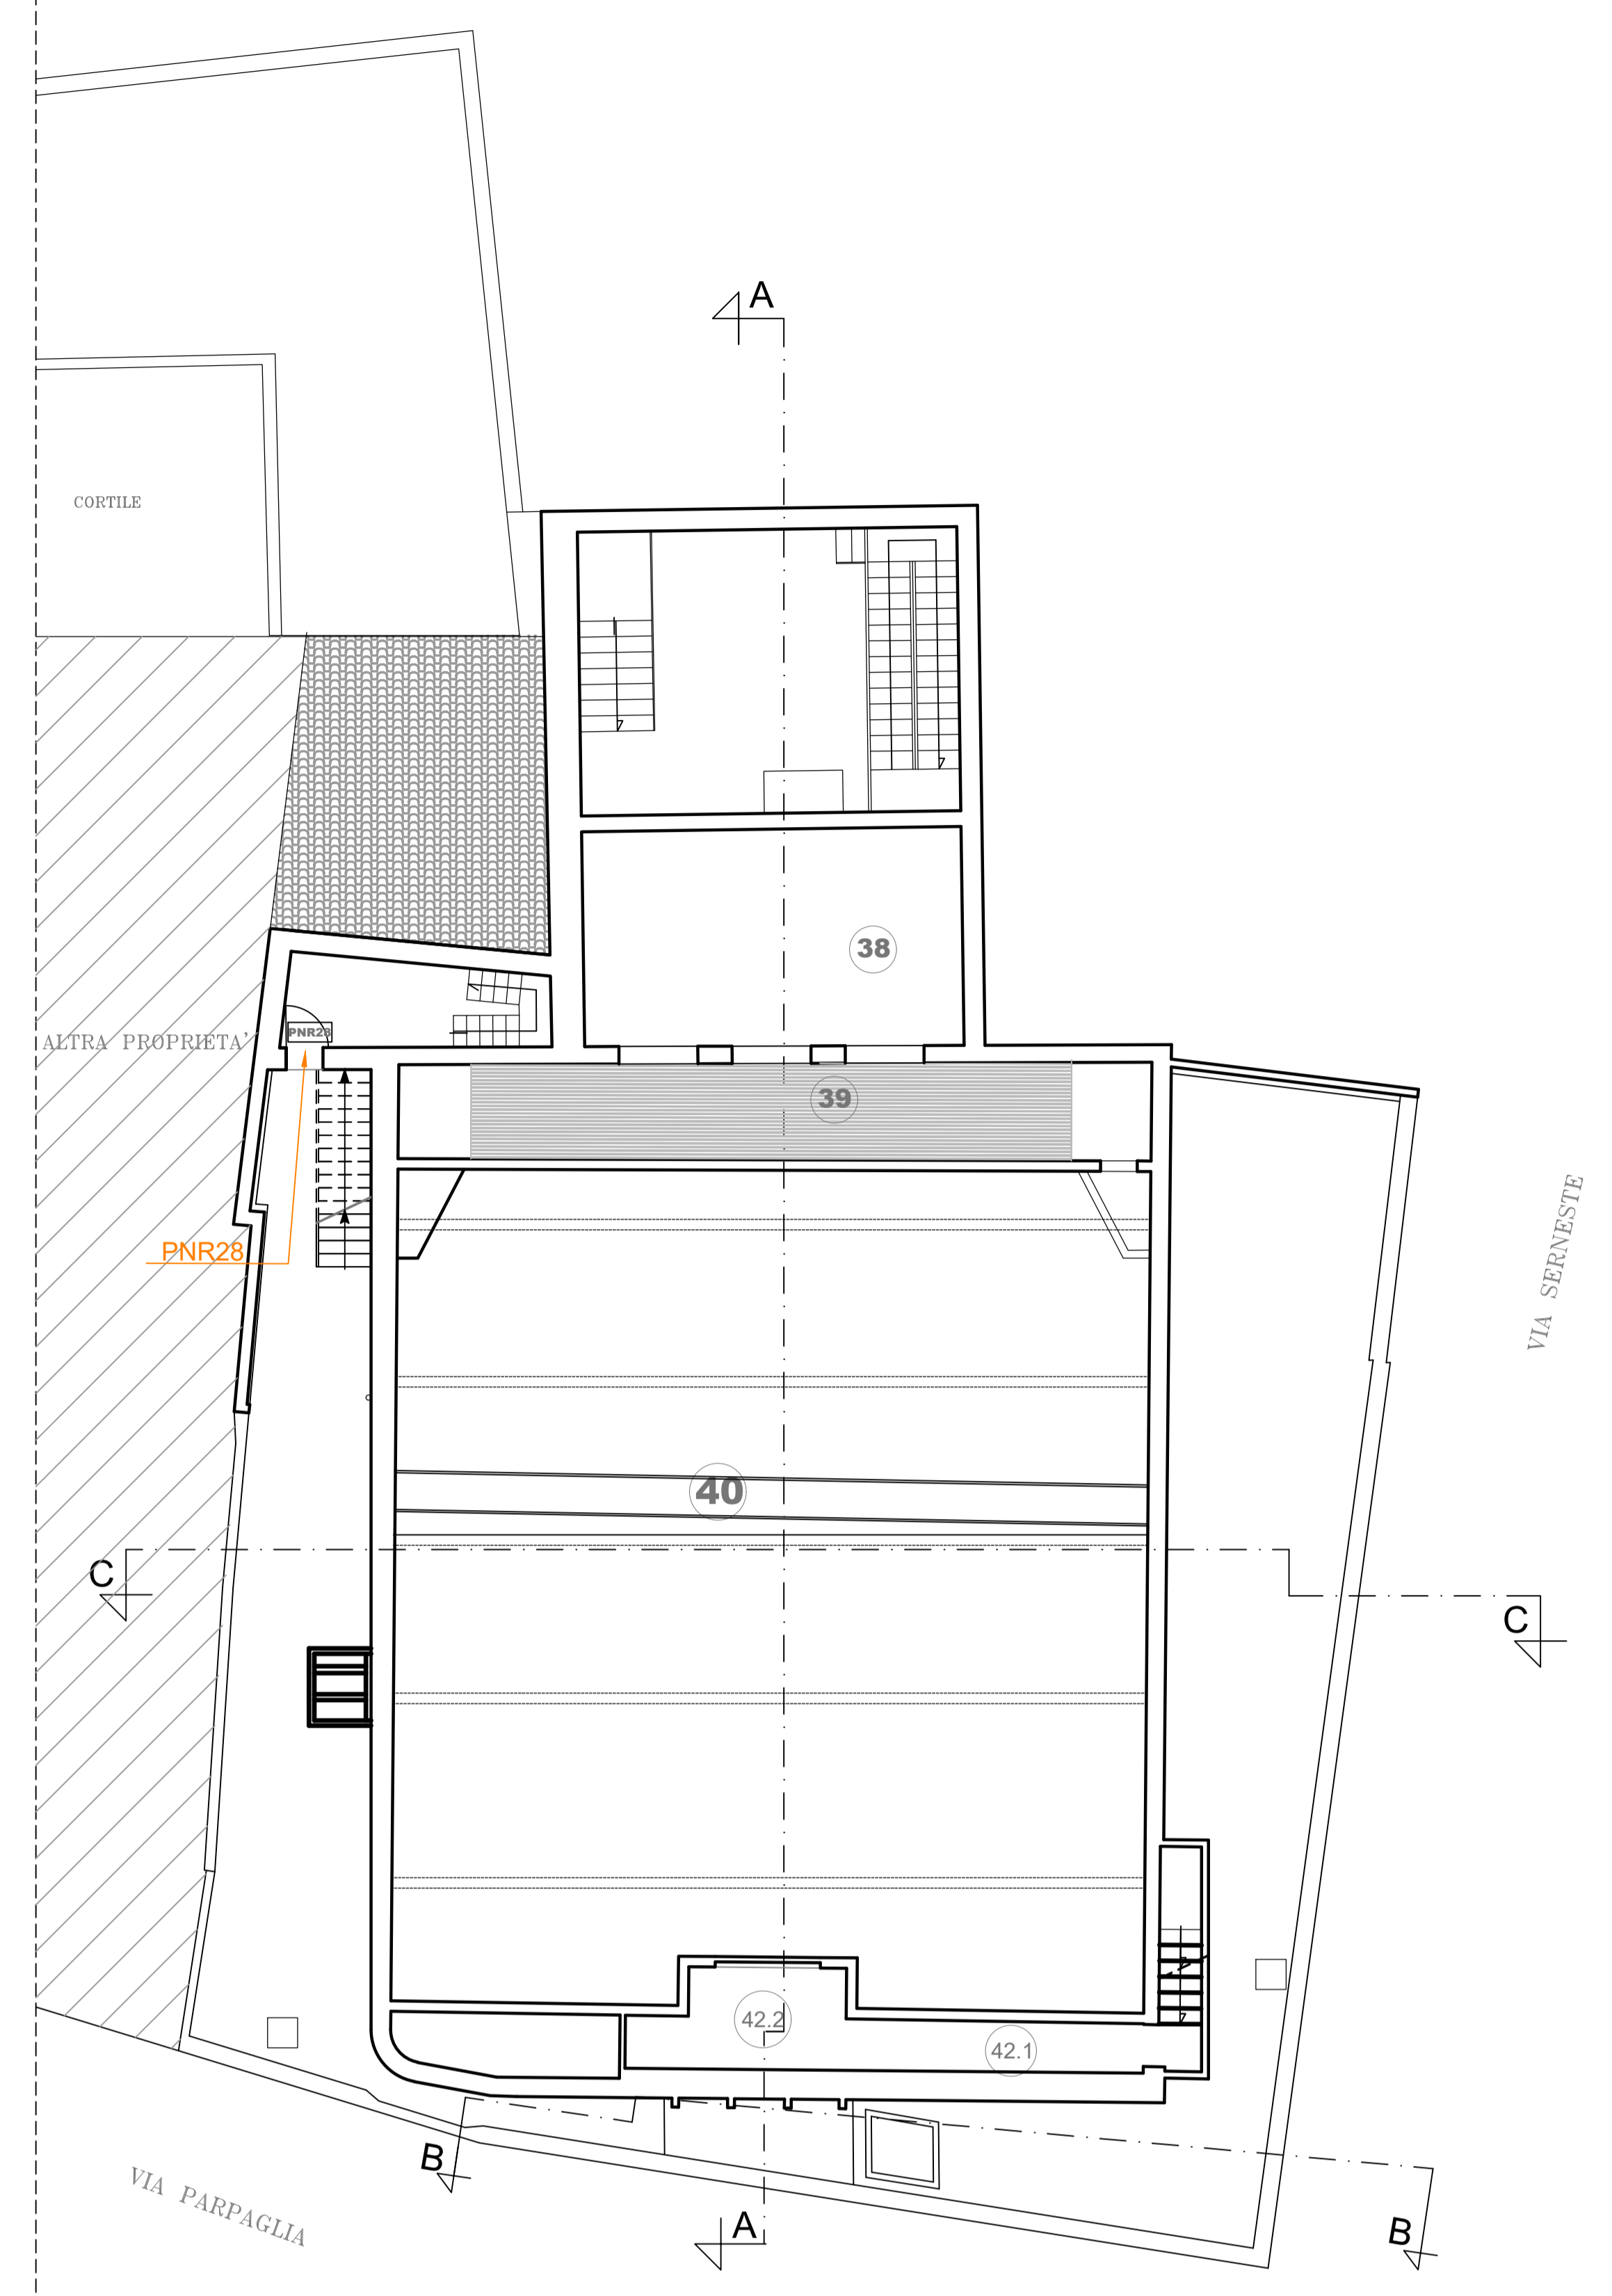 A
CORTILE
38
PNR28
ALTRA PROPRIETA'
39
VIA SERNESTE
PNR28
40
C
C
42.2
42.1
B
VIA PARPAGLIA
A
B